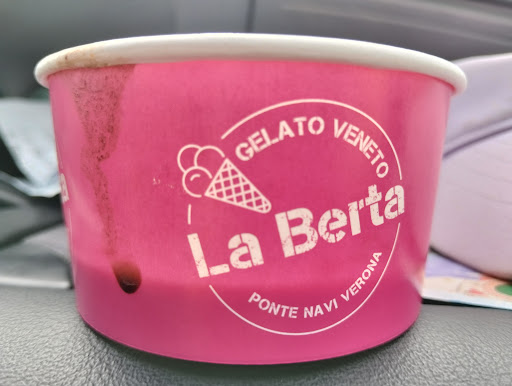 GELATO VENETO
La Berta
PONTE NAVI VERONA